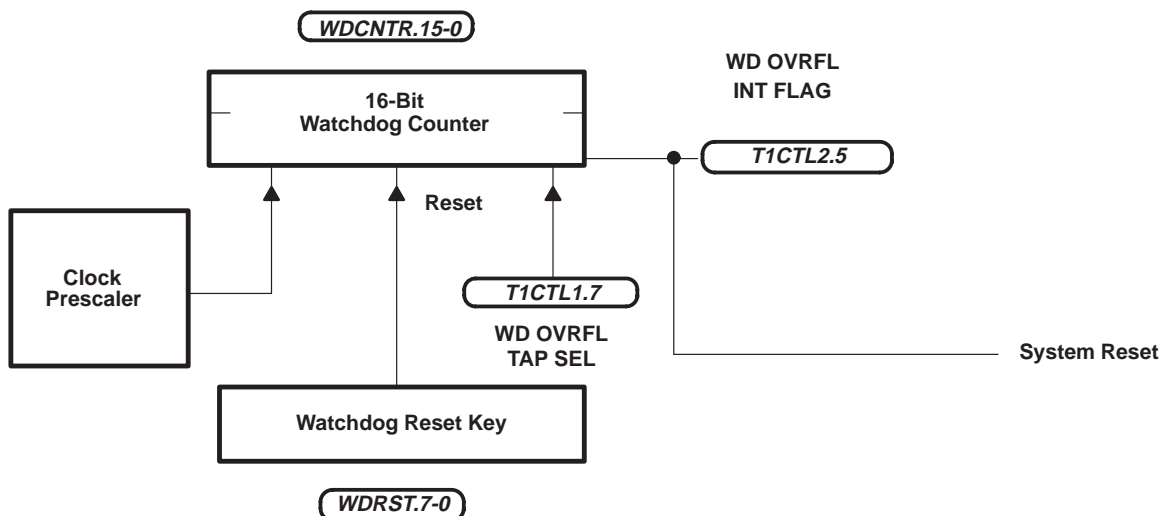 WDCNTR.15-0
16-Bit
Watchdog Counter
WD OVRFL
INT FLAG
T1CTL2.5
Reset
Clock
Prescaler
T1CTL1.7
WD OVRFL
TAP SEL
System Reset
Watchdog Reset Key
WDRST.7-0